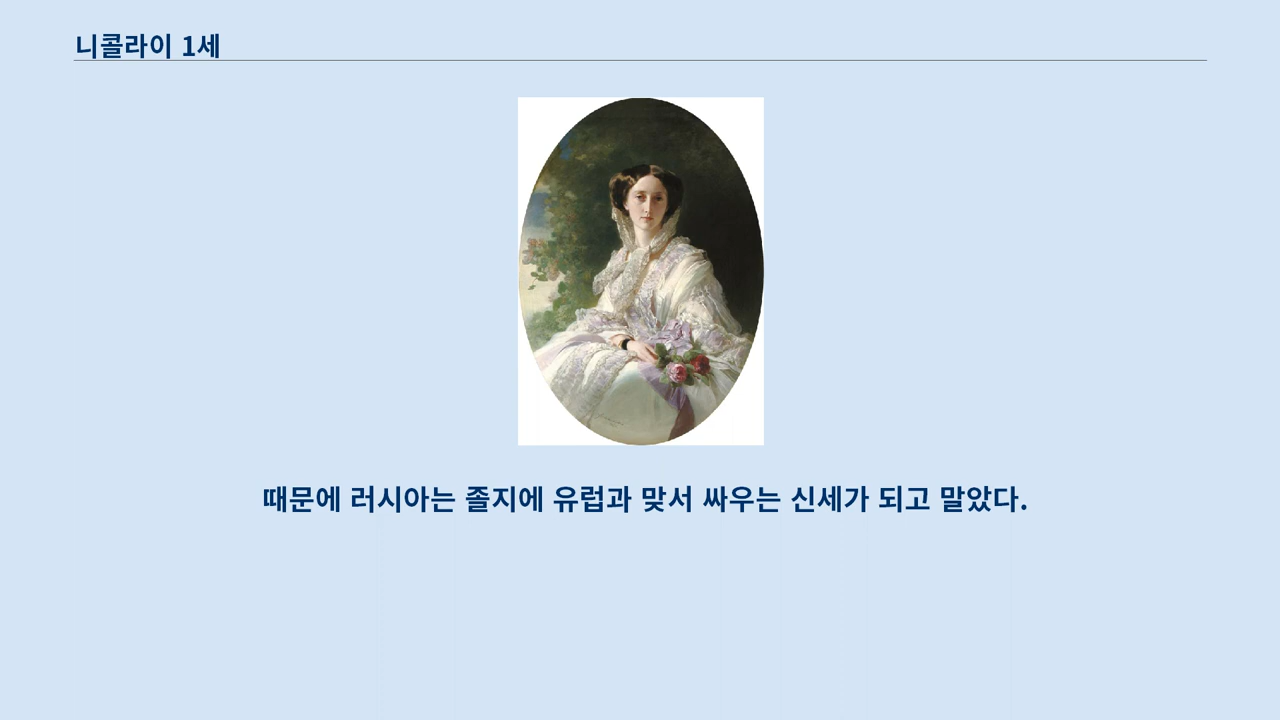 니콜라이 1세
때문에 러시아는 졸지에 유럽과 맞서 싸우는 신세가 되고 말았다.